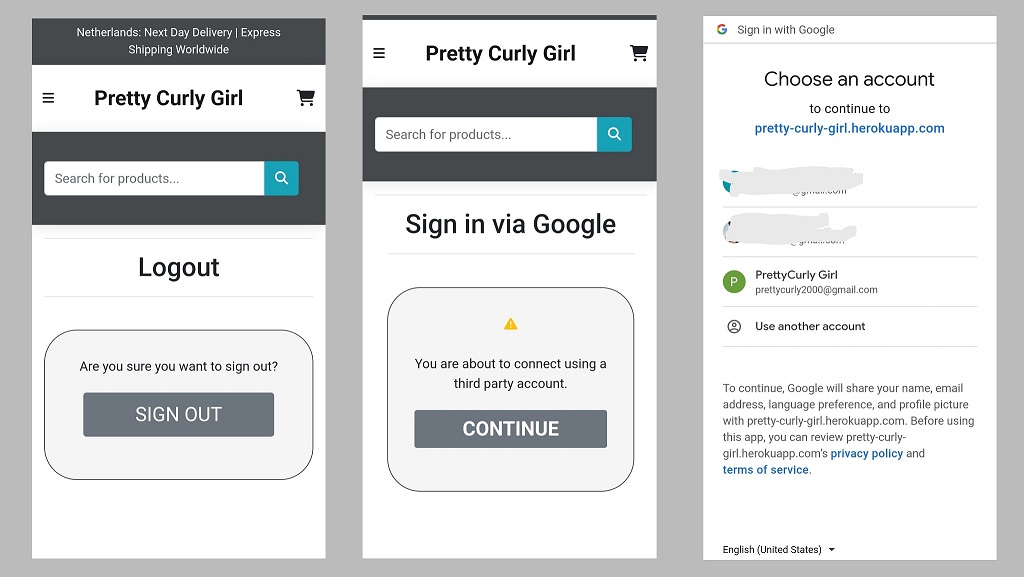 Netherlands: Next Day Delivery | Express
Shipping Worldwide
Pretty Curly Girl
Search for products...
Logout
Are you sure you want to sign out?
SIGN OUT
Pretty Curly Girl
Search for products...
Sign in via Google
You are about to connect using a
third party account.
CONTINUE
Sign in with Google
Choose an account
to continue to
pretty-curly-girl.herokuapp.com
@gmail.com
@gmail.com
P
PrettyCurly Girl
prettycurly2000@gmail.com
Use another account
To continue, Google will share your name, email
address, language preference, and profile picture
with pretty-curly-girl.herokuapp.com. Before using
this app, you can review pretty-curly-
girl.herokuapp.com's privacy policy and
terms of service.
English (United States)